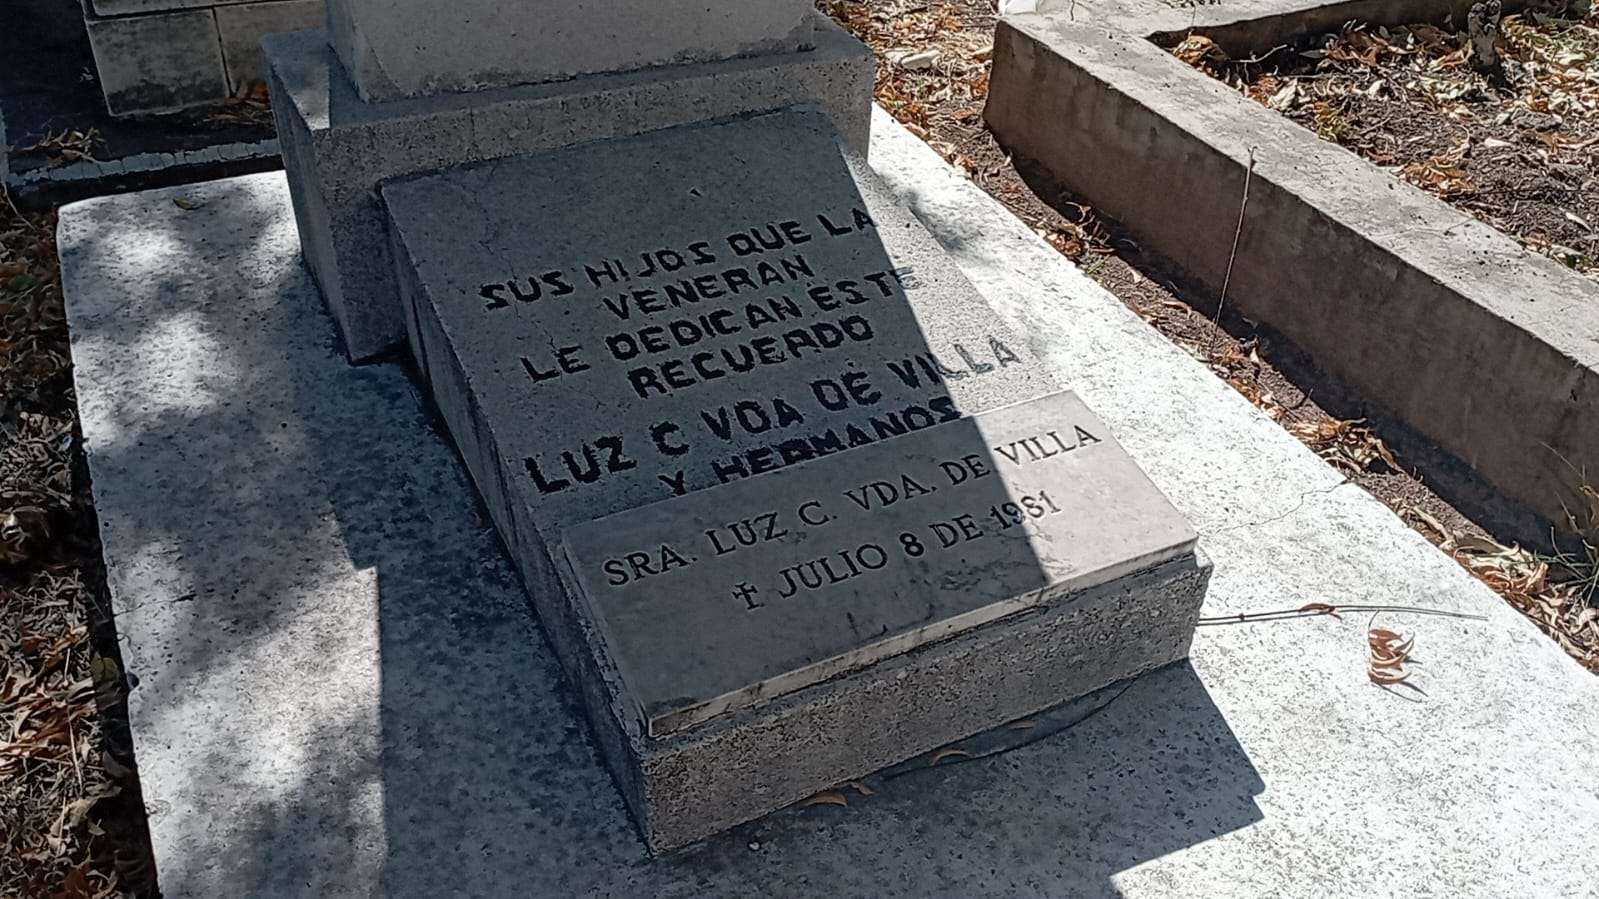 SUS HIJOS QUE LA
VENERAN
LE DEDICAN ESTE
RECUERDO
LUZ C VDA DE VILLA
Y HERMANOS
SRA. LUZ C. VDA. DE VILLA
✝ JULIO 8 DE 1981